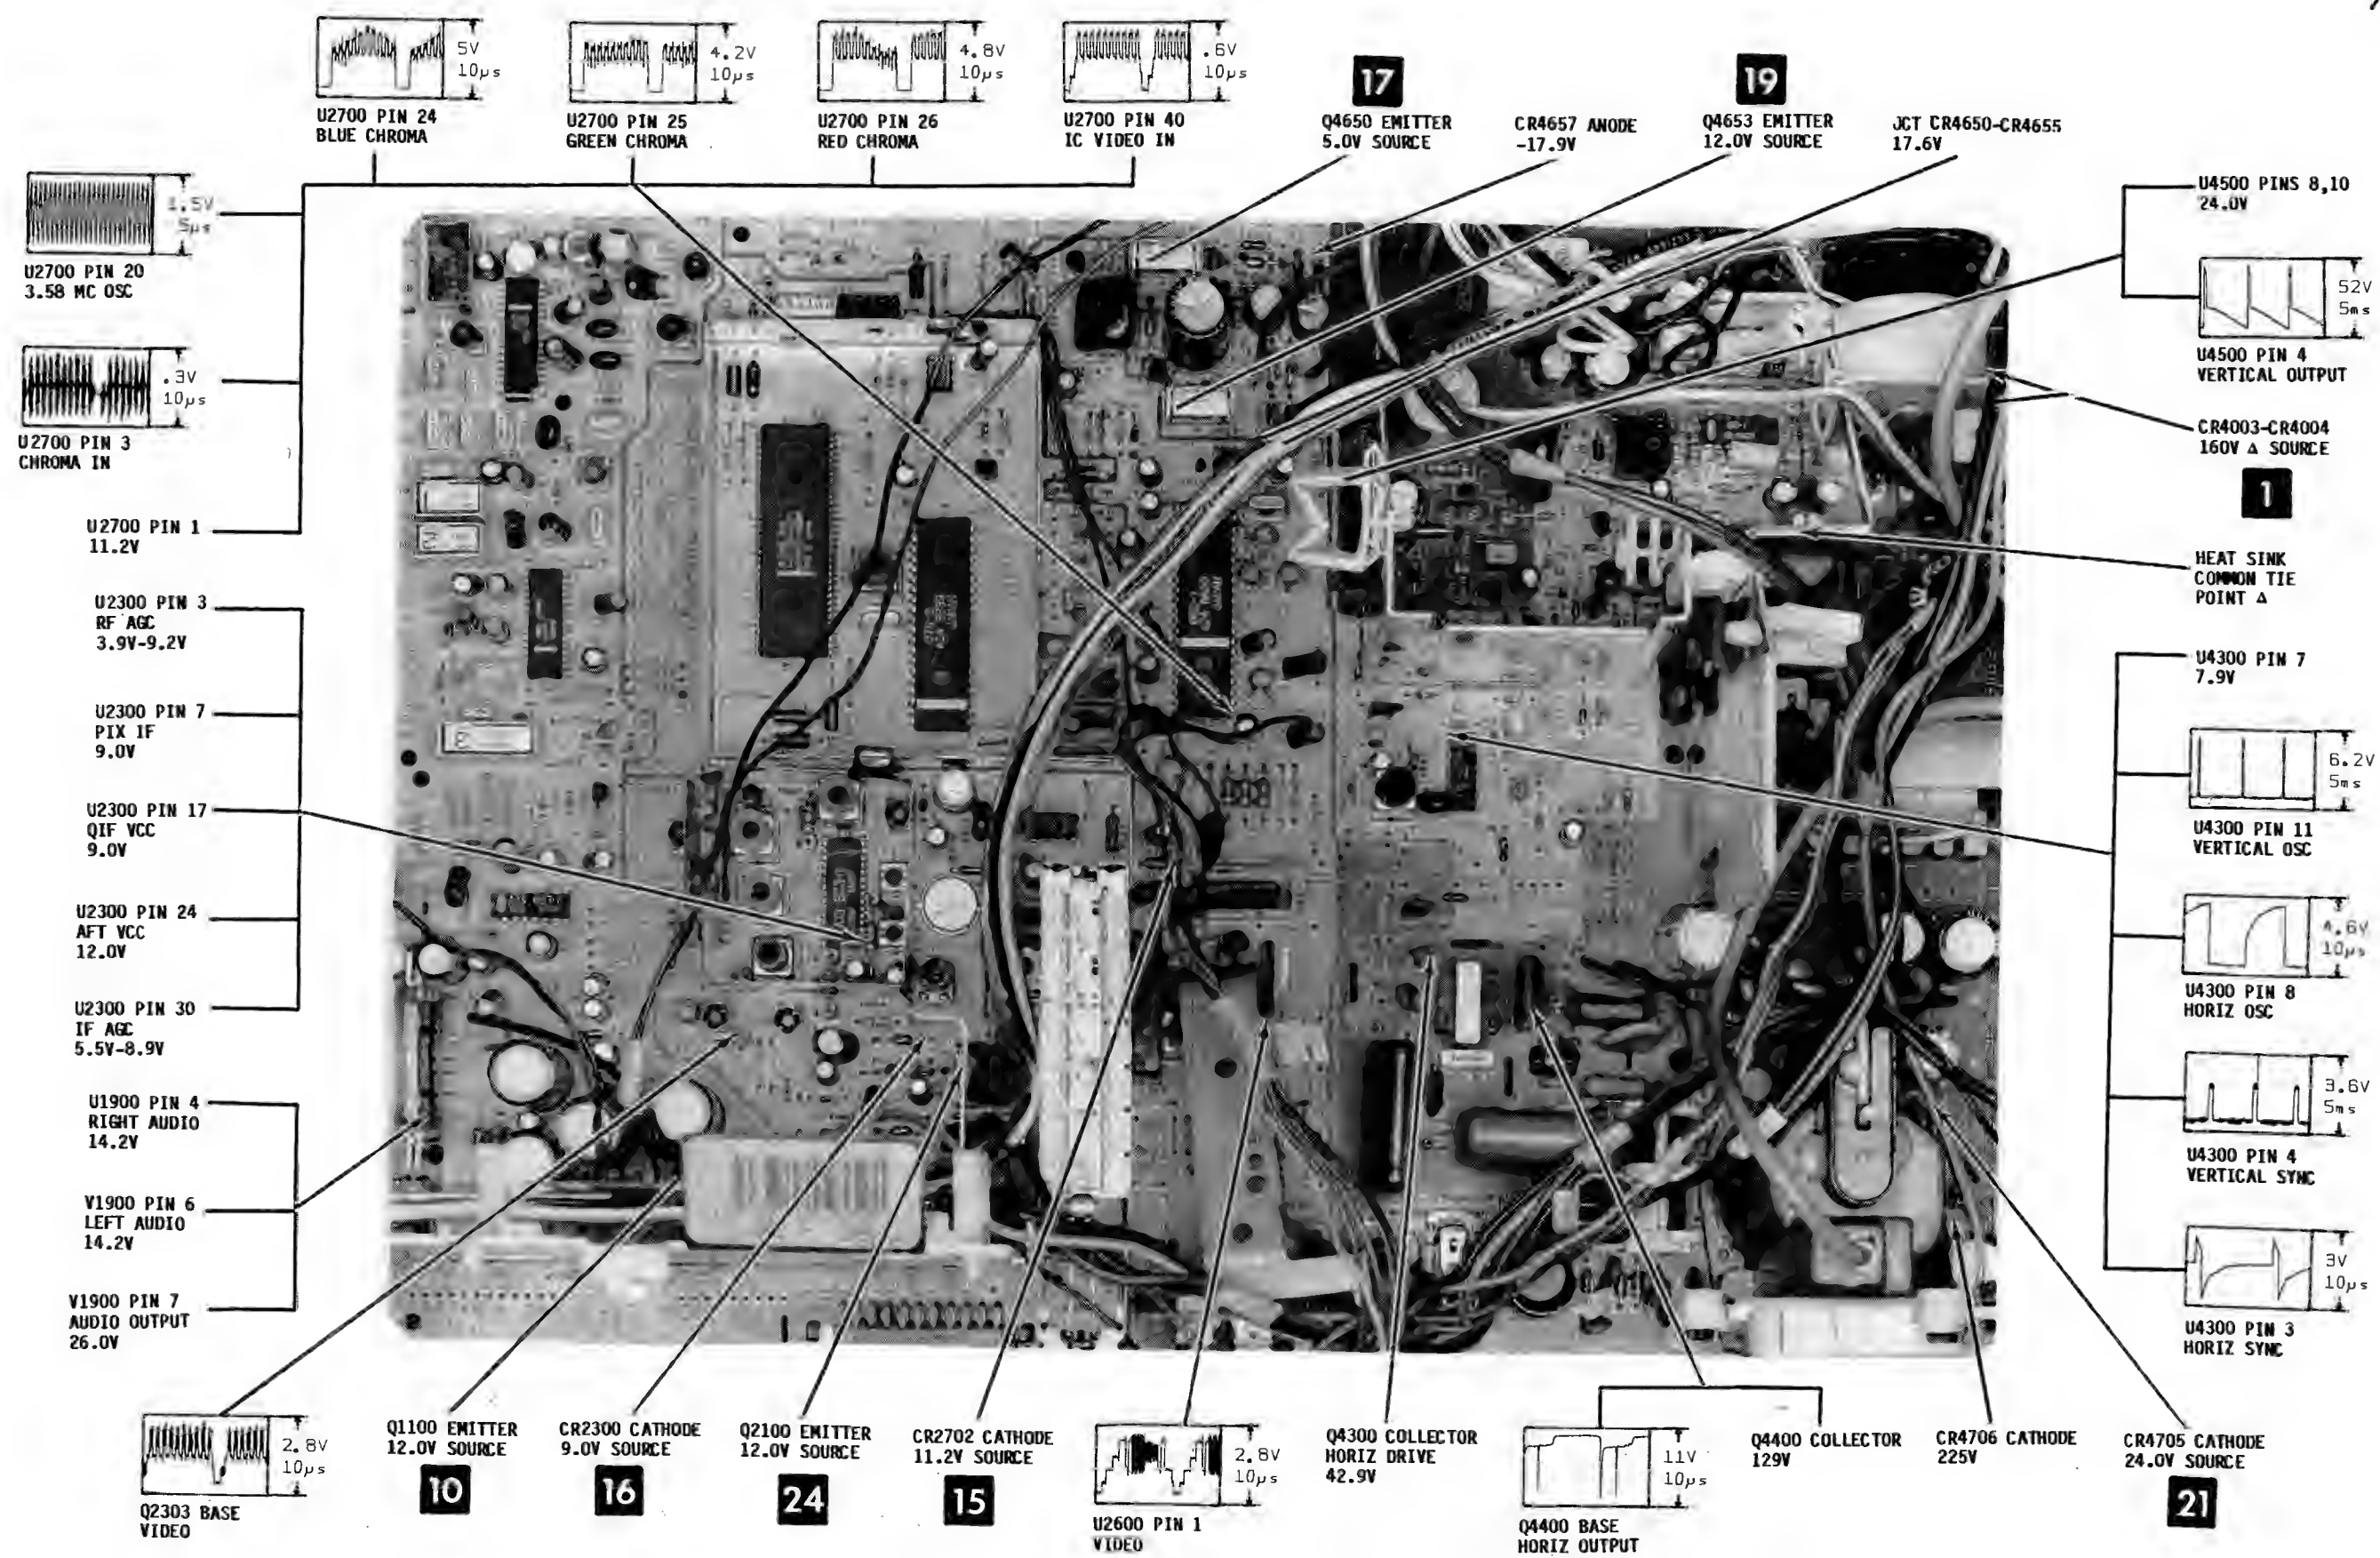 5V
10µs
U2700 PIN 24
BLUE CHROMA
4.2V
10µs
U2700 PIN 25
GREEN CHROMA
4.8V
10µs
U2700 PIN 26
RED CHROMA
.6V
10µs
U2700 PIN 40
IC VIDEO IN
17
Q4650 EMITTER
5.0V SOURCE
CR4657 ANODE
-17.9V
19
Q4653 EMITTER
12.0V SOURCE
JCT CR4650-CR4655
17.6V
5µs
U2700 PIN 20
3.58 MC OSC
.3V
10µs
U2700 PIN 3
CHROMA IN
U2700 PIN 1
11.2V
U2300 PIN 3
RF AGC
3.9V-9.2V
U2300 PIN 7
PIX IF
9.0V
U2300 PIN 17
QIF VCC
9.0V
U2300 PIN 24
AFT VCC
12.0V
U2300 PIN 30
IF AGC
5.5V-8.9V
U1900 PIN 4
RIGHT AUDIO
14.2V
V1900 PIN 6
LEFT AUDIO
14.2V
V1900 PIN 7
AUDIO OUTPUT
26.0V
U4500 PINS 8,10
24.0V
52V
5ms
U4500 PIN 4
VERTICAL OUTPUT
CR4003-CR4004
160V Δ SOURCE
1
HEAT SINK
COMMON TIE
POINT Δ
U4300 PIN 7
7.9V
6.2V
5ms
U4300 PIN 11
VERTICAL OSC
4.6V
10µs
U4300 PIN 8
HORIZ OSC
3.6V
5ms
U4300 PIN 4
VERTICAL SYNC
3V
10µs
U4300 PIN 3
HORIZ SYNC
2.8V
10µs
Q2303 BASE
VIDEO
Q1100 EMITTER
12.0V SOURCE
10
CR2300 CATHODE
9.0V SOURCE
16
Q2100 EMITTER
12.0V SOURCE
24
CR2702 CATHODE
11.2V SOURCE
15
2.8V
10µs
U2600 PIN 1
VIDEO
Q4300 COLLECTOR
HORIZ DRIVE
42.9V
11V
10µs
Q4400 BASE
HORIZ OUTPUT
Q4400 COLLECTOR
129V
CR4706 CATHODE
225V
CR4705 CATHODE
24.0V SOURCE
21